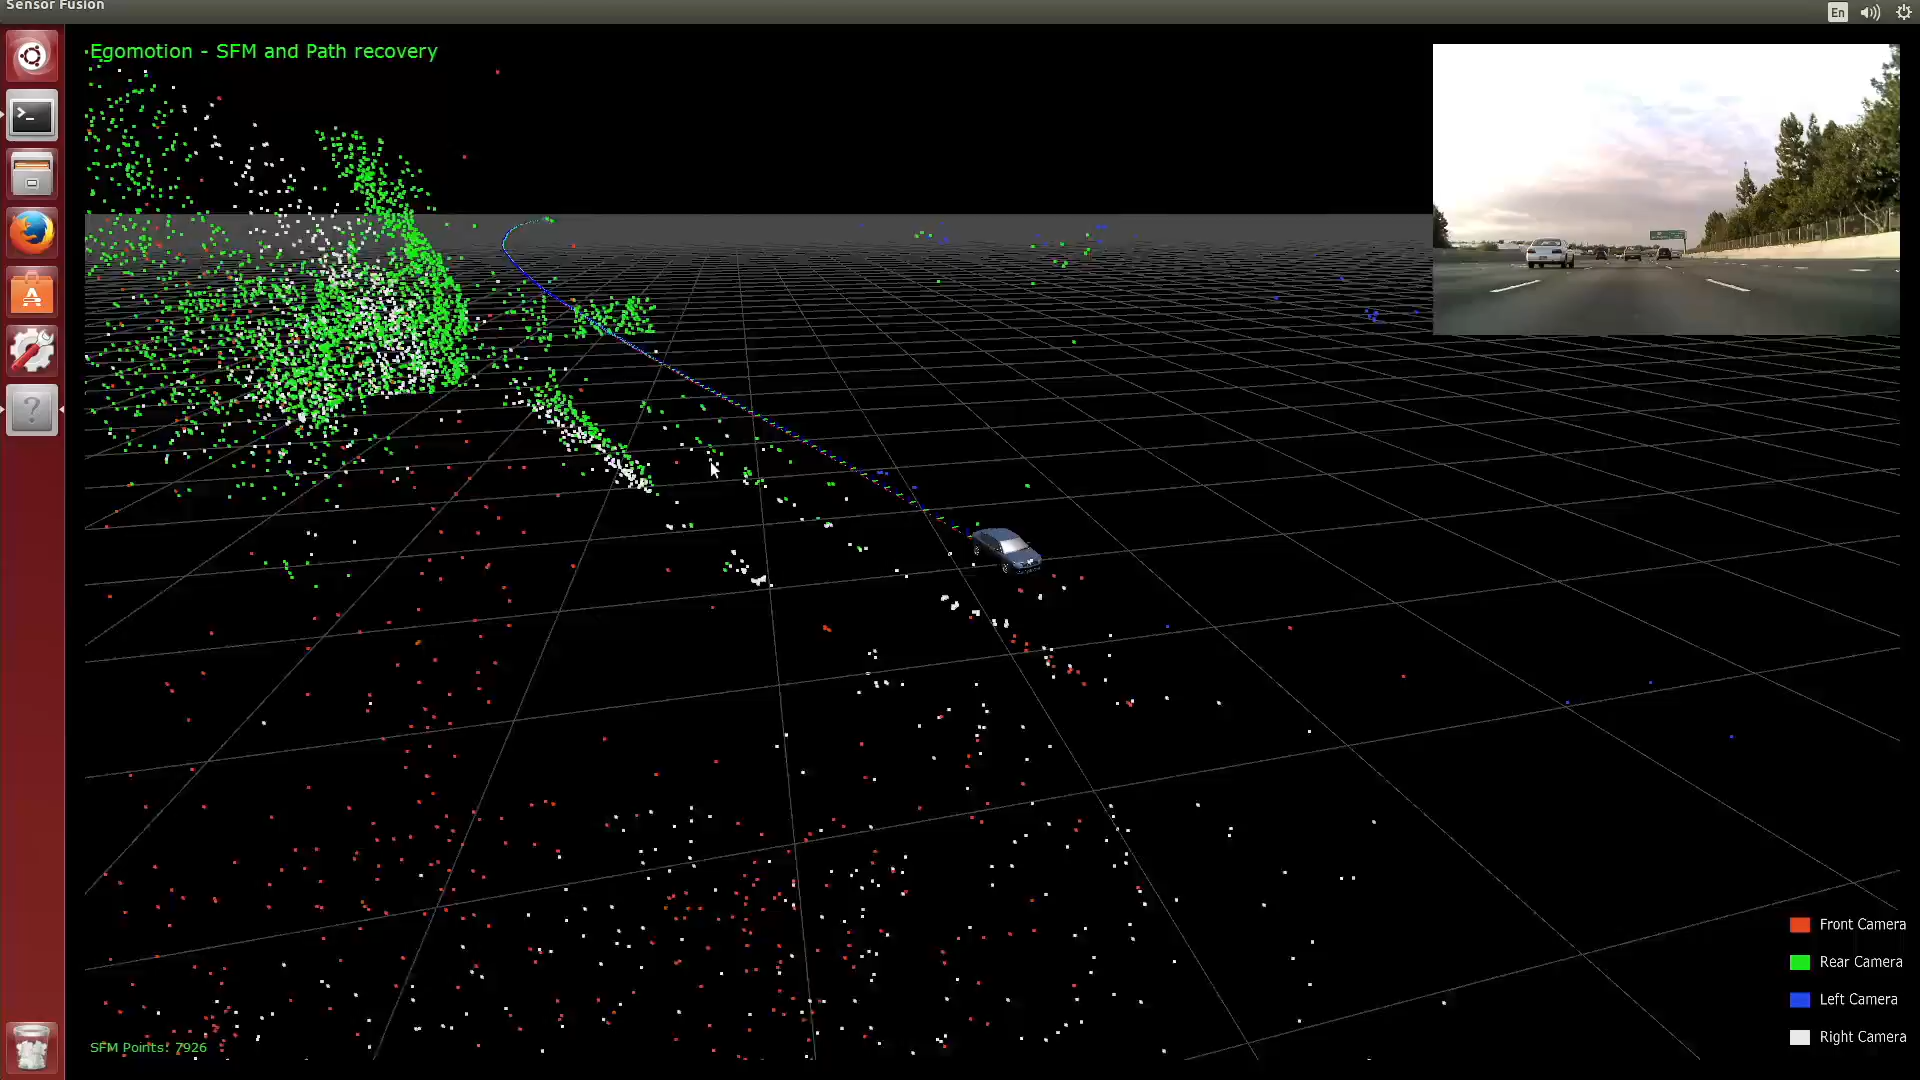 Sensor Fusion
En
Egomotion - SFM and Path recovery
Front Camera
Rear Camera
Left Camera
Right Camera
SFM Points: 7926